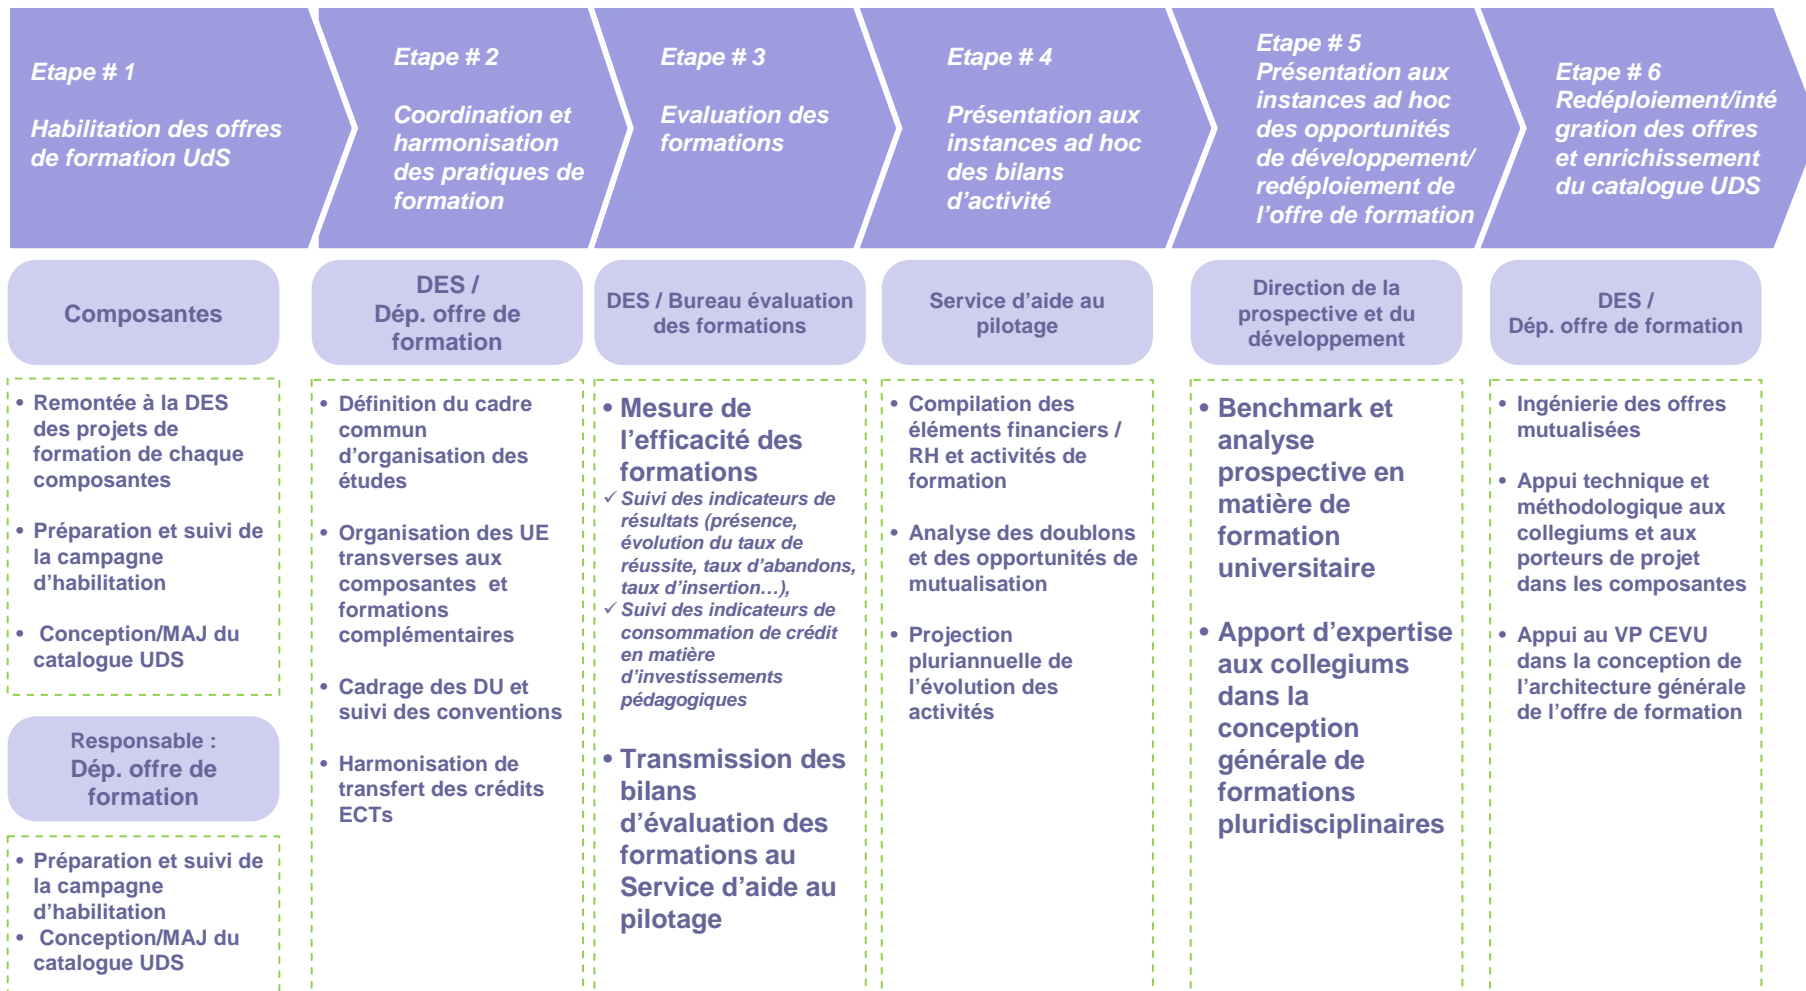 Etape # 1
Habilitation des offres
de formation UdS
Etape # 2
Coordination et
harmonisation
des pratiques de
formation
Etape # 3
Evaluation des
formations
Etape # 4
Présentation aux
instances ad hoc
des bilans
d’activité
Etape # 5
Présentation aux
instances ad hoc
des opportunités
de développement/
redéploiement de
l’offre de formation
Etape # 6
Redéploiement/inté
gration des offres
et enrichissement
du catalogue UDS
Composantes
• Remontée à la DES
des projets de
formation de chaque
composantes
• Préparation et suivi de
la campagne
d’habilitation
• Conception/MAJ du
catalogue UDS
Responsable :
Dép. offre de
formation
• Préparation et suivi de
la campagne
d’habilitation
• Conception/MAJ du
catalogue UDS
DES /
Dép. offre de
formation
• Définition du cadre
commun
d’organisation des
études
• Organisation des UE
transverses aux
composantes et
formations
complémentaires
• Cadrage des DU et
suivi des conventions
• Harmonisation de
transfert des crédits
ECTs
DES / Bureau évaluation
des formations
• Mesure de
l’efficacité des
formations
✓ Suivi des indicateurs de
résultats (présence,
évolution du taux de
réussite, taux d’abandons,
taux d’insertion…),
✓ Suivi des indicateurs de
consommation de crédit
en matière
d’investissements
pédagogiques
• Transmission des
bilans
d’évaluation des
formations au
Service d’aide au
pilotage
Service d’aide au
pilotage
• Compilation des
éléments financiers /
RH et activités de
formation
• Analyse des doublons
et des opportunités de
mutualisation
• Projection
pluriannuelle de
l’évolution des
activités
Direction de la
prospective et du
développement
• Benchmark et
analyse
prospective en
matière de
formation
universitaire
• Apport d’expertise
aux collegiums
dans la
conception
générale de
formations
pluridisciplinaires
DES /
Dép. offre de formation
• Ingénierie des offres
mutualisées
• Appui technique et
méthodologique aux
collegiums et aux
porteurs de projet
dans les composantes
• Appui au VP CEVU
dans la conception de
l’architecture générale
de l’offre de formation